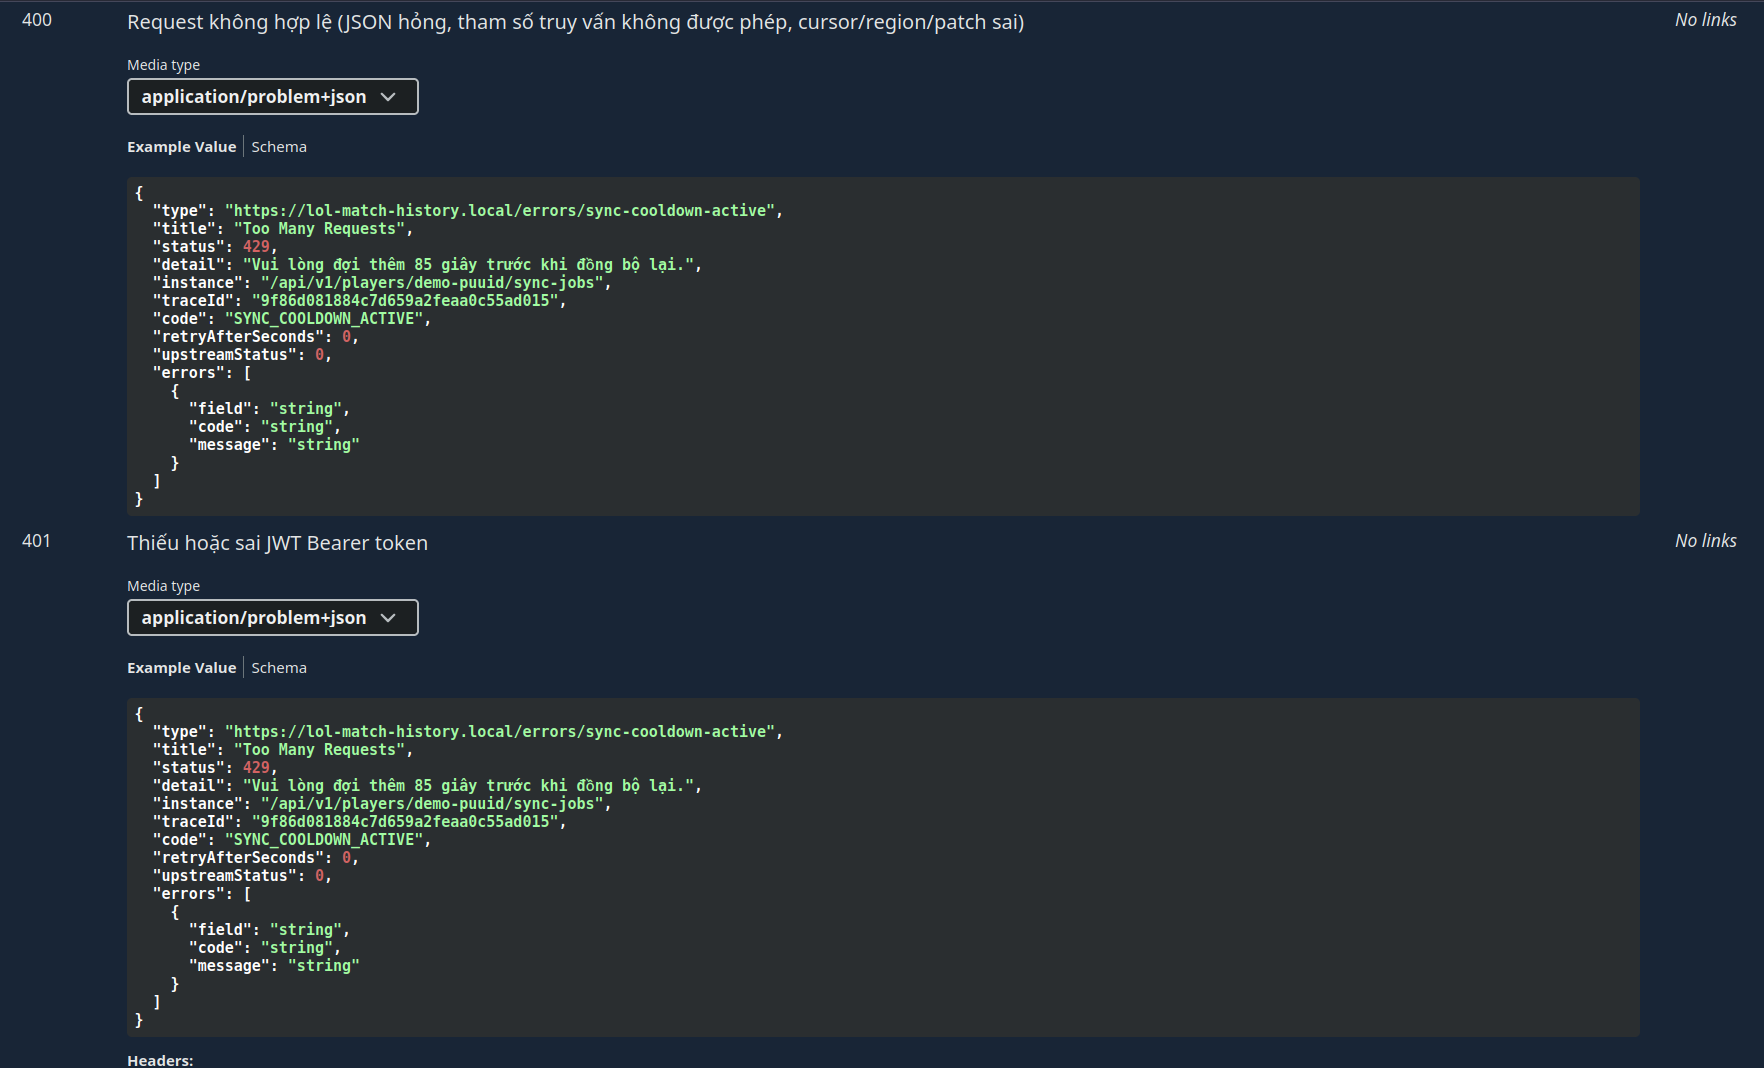 400 Request không hợp lệ (JSON hỏng, tham số truy vấn không được phép, cursor/region/patch sai) No links
Media type
application/problem+json
Example Value Schema
{
"type": "https://lol-match-history.local/errors/sync-cooldown-active",
"title": "Too Many Requests",
"status": 429,
"detail": "Vui lòng đợi thêm 85 giây trước khi đồng bộ lại.",
"instance": "/api/v1/players/demo-puuid/sync-jobs",
"traceId": "9f86d081884c7d659a2feaa0c55ad015",
"code": "SYNC_COOLDOWN_ACTIVE",
"retryAfterSeconds": 0,
"upstreamStatus": 0,
"errors": [
{
"field": "string",
"code": "string",
"message": "string"
}
]
}
401 Thiếu hoặc sai JWT Bearer token No links
Media type
application/problem+json
Example Value Schema
{
"type": "https://lol-match-history.local/errors/sync-cooldown-active",
"title": "Too Many Requests",
"status": 429,
"detail": "Vui lòng đợi thêm 85 giây trước khi đồng bộ lại.",
"instance": "/api/v1/players/demo-puuid/sync-jobs",
"traceId": "9f86d081884c7d659a2feaa0c55ad015",
"code": "SYNC_COOLDOWN_ACTIVE",
"retryAfterSeconds": 0,
"upstreamStatus": 0,
"errors": [
{
"field": "string",
"code": "string",
"message": "string"
}
]
}
Headers: